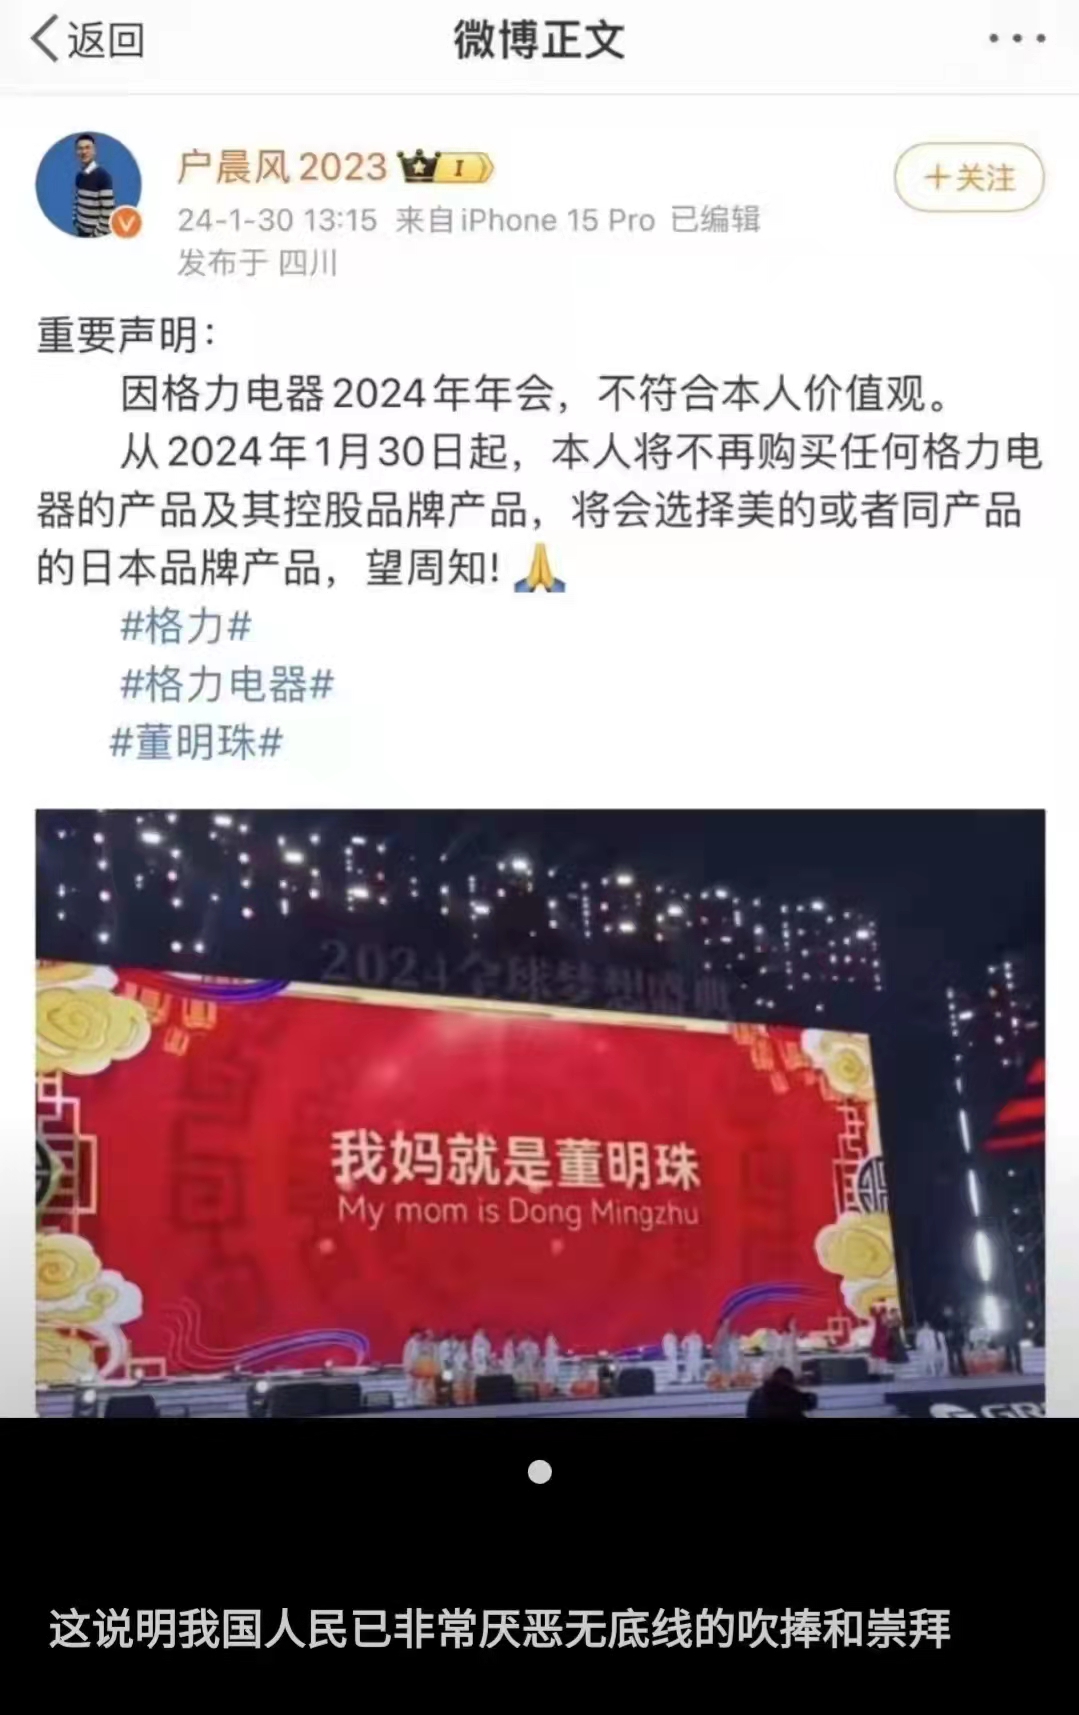 返回
微博正文
户晨风2023
I
24-1-30 13:15 来自iPhone 15 Pro 已编辑
发布于 四川
+关注
重要声明：
因格力电器2024年年会，不符合本人价值观。
从2024年1月30日起，本人将不再购买任何格力电
器的产品及其控股品牌产品，将会选择美的或者同产品
的日本品牌产品，望周知!🙏
#格力#
#格力电器#
#董明珠#
2024全球梦想盛典
我妈就是董明珠
My mom is Dong Mingzhu
GR
这说明我国人民已非常厌恶无底线的吹捧和崇拜